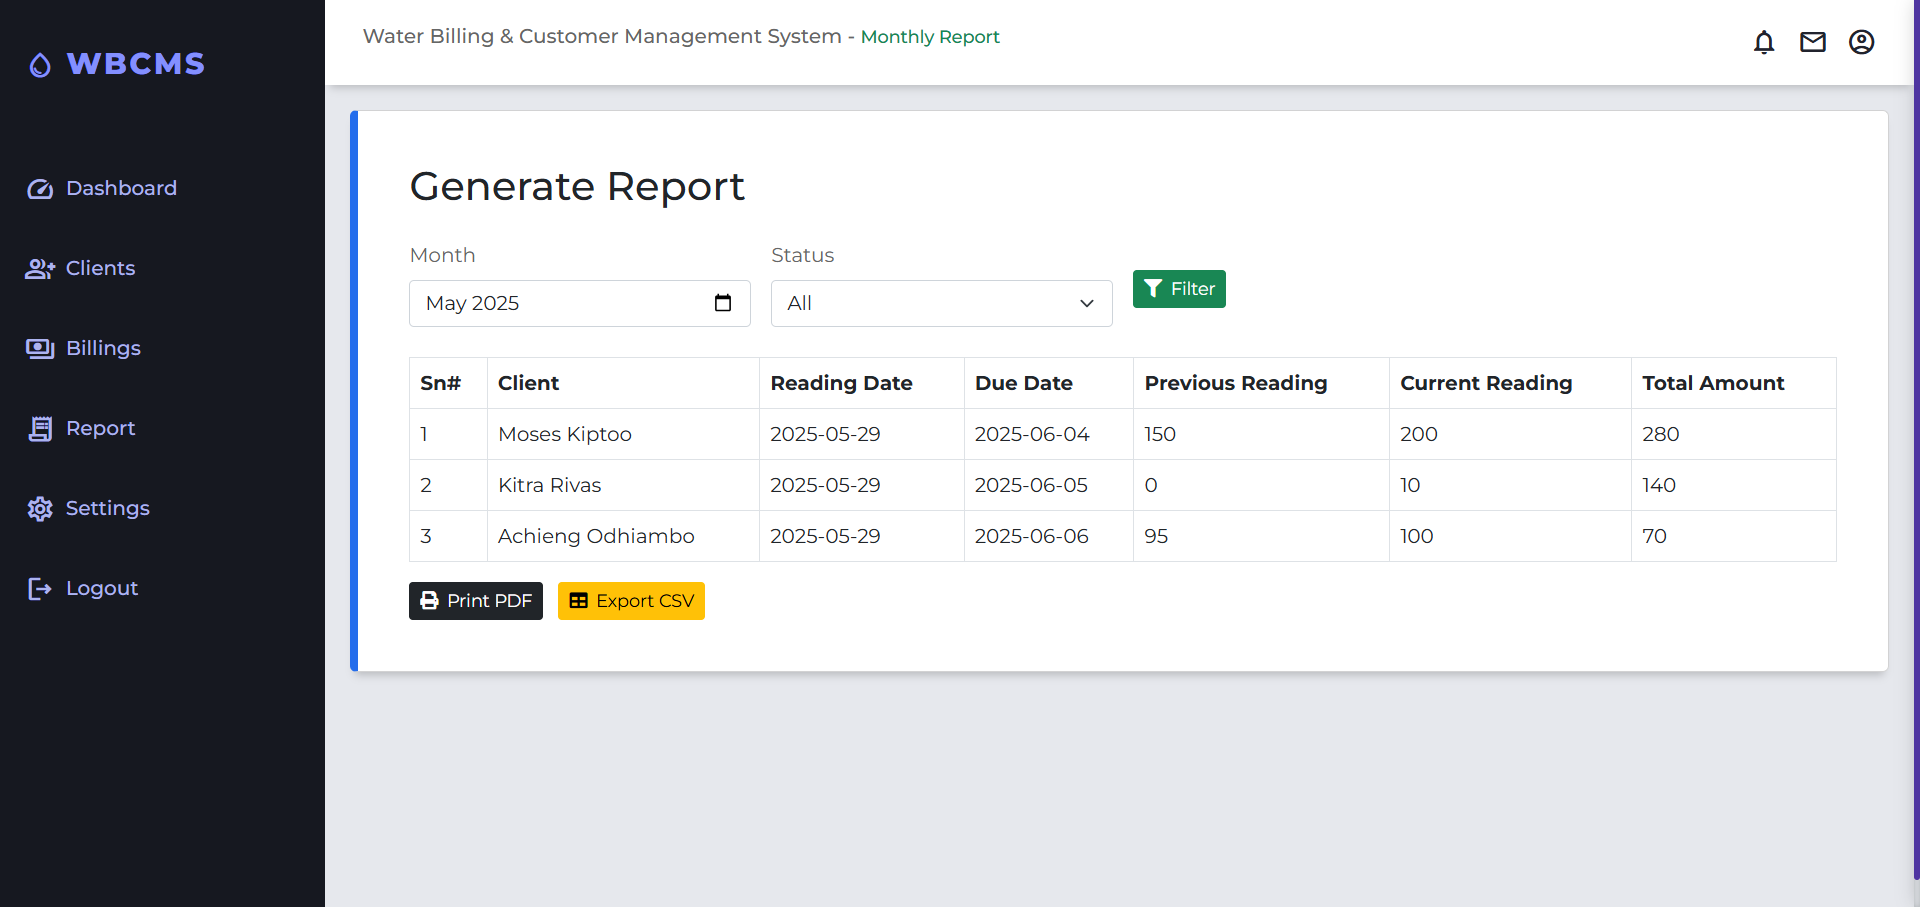 WBCMS
Dashboard
Clients
Billings
Report
Settings
Logout
Water Billing & Customer Management System - Monthly Report
Generate Report
Month Status
May 2025 All Filter
Sn# Client Reading Date Due Date Previous Reading Current Reading Total Amount
1 Moses Kiptoo 2025-05-29 2025-06-04 150 200 280
2 Kitra Rivas 2025-05-29 2025-06-05 0 10 140
3 Achieng Odhiambo 2025-05-29 2025-06-06 95 100 70
Print PDF Export CSV